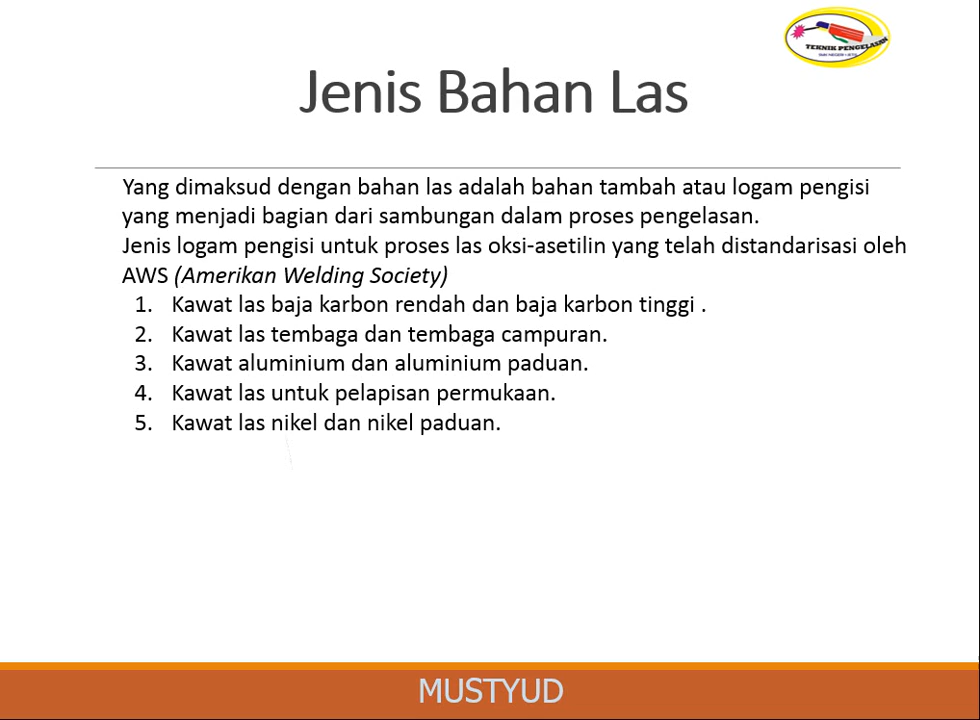 TEKNIK PENGELASAN
Jenis Bahan Las
Yang dimaksud dengan bahan las adalah bahan tambah atau logam pengisi
yang menjadi bagian dari sambungan dalam proses pengelasan.
Jenis logam pengisi untuk proses las oksi-asetilin yang telah distandarisasi oleh
AWS (Amerikan Welding Society)
1. Kawat las baja karbon rendah dan baja karbon tinggi .
2. Kawat las tembaga dan tembaga campuran.
3. Kawat aluminium dan aluminium paduan.
4. Kawat las untuk pelapisan permukaan.
5. Kawat las nikel dan nikel paduan.
MUSTYUD